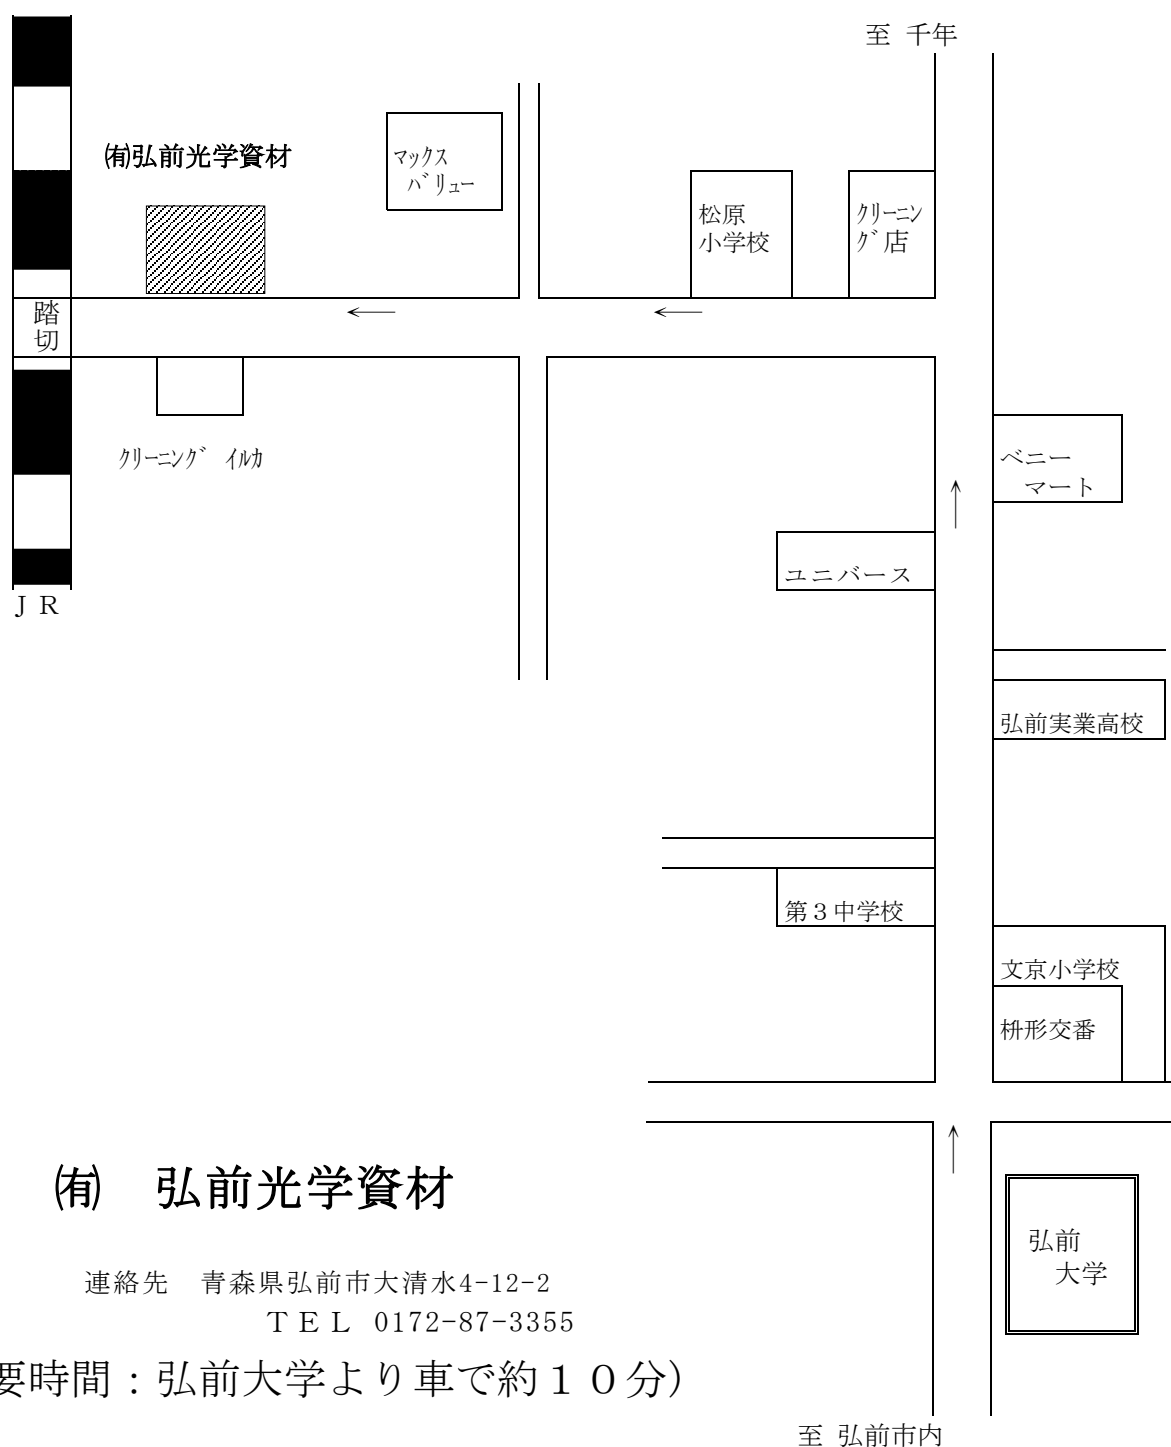 至 千年
㈲弘前光学資材
マックス
バリュー
松原
小学校
クリーニン
グ店
踏
切
クリーニング イルカ
ベニー
マート
ユニバース
ＪＲ
弘前実業高校
第３中学校
文京小学校
枡形交番
㈲　弘前光学資材
弘前
大学
連絡先　青森県弘前市大清水4-12-2
ＴＥＬ 0172-87-3355
要時間：弘前大学より車で約１０分）
至 弘前市内